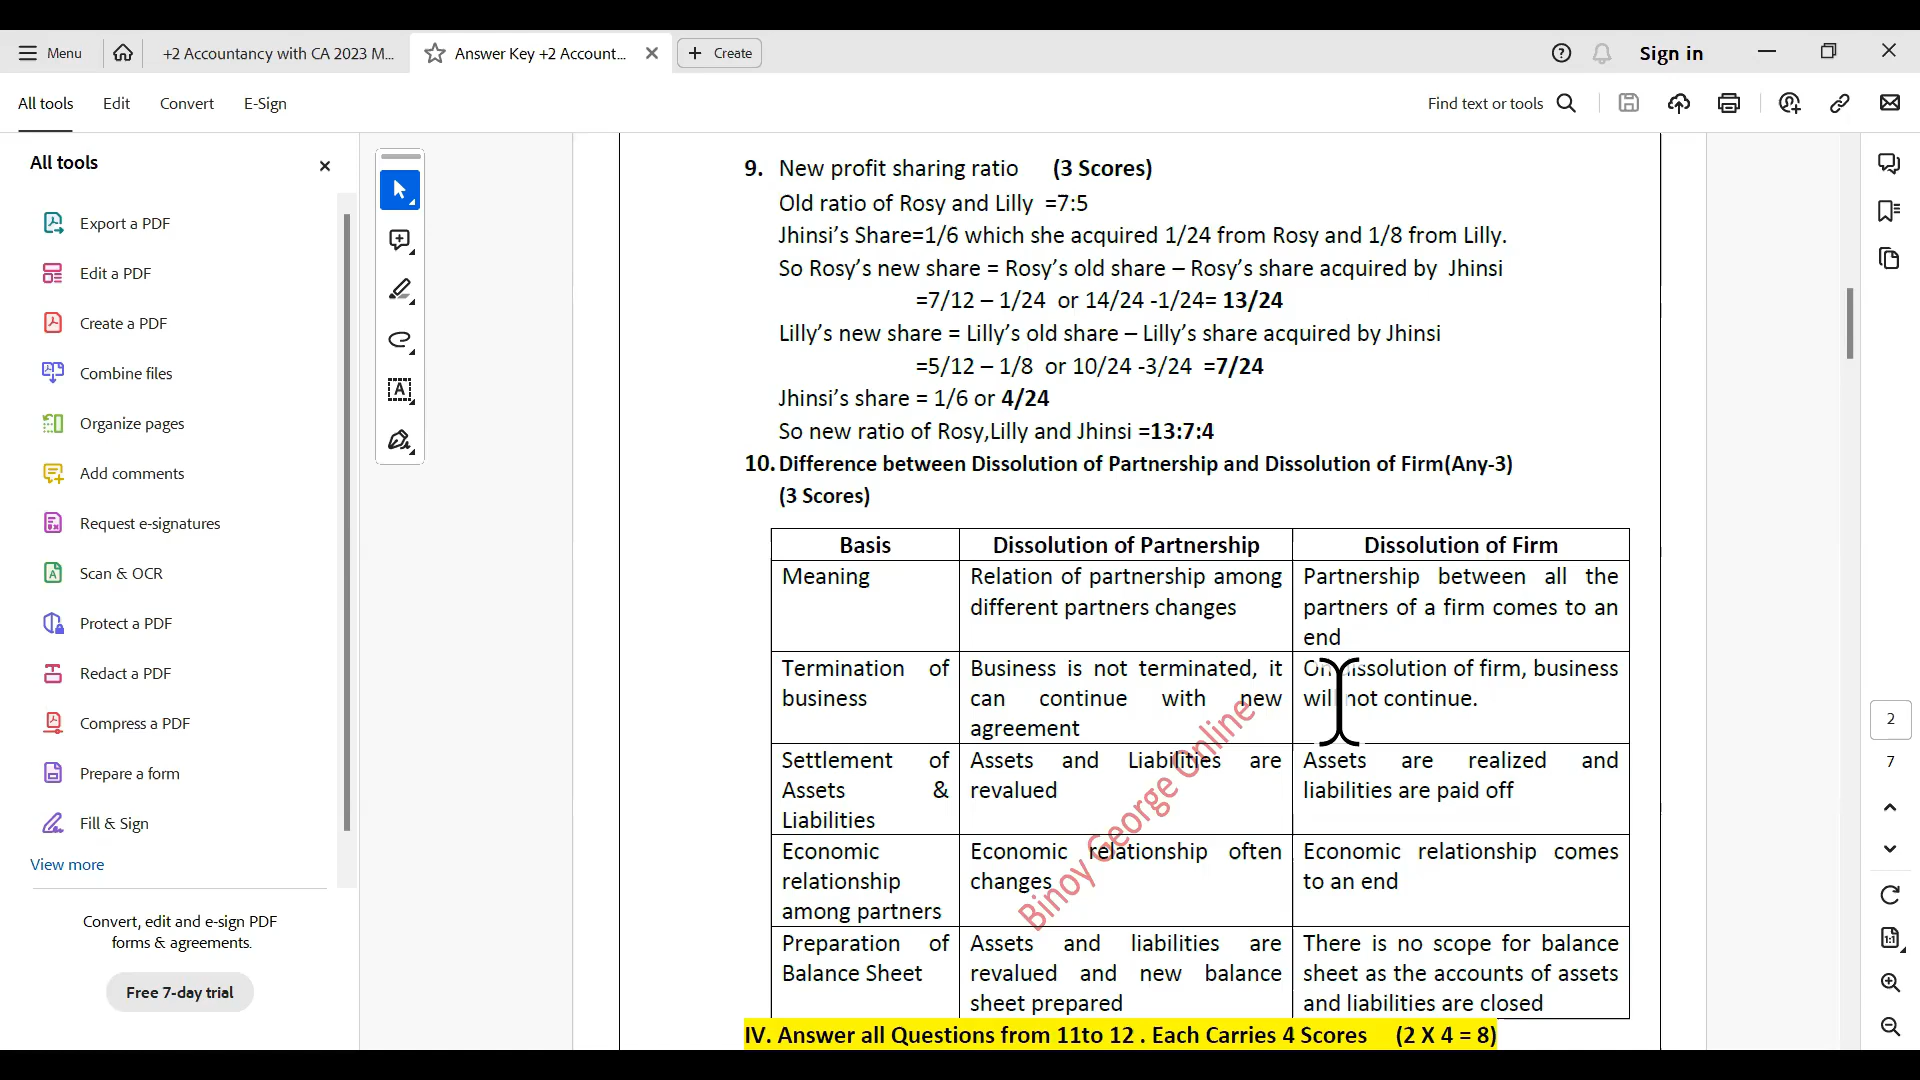 Menu
+2 Accountancy with CA 2023 M...
Answer Key +2 Account...
Create
Sign in
All tools
Edit
Convert
E-Sign
Find text or tools
All tools
Export a PDF
Edit a PDF
Create a PDF
Combine files
Organize pages
Add comments
Request e-signatures
Scan & OCR
Protect a PDF
Redact a PDF
Compress a PDF
Prepare a form
Fill & Sign
View more
Convert, edit and e-sign PDF
forms & agreements.
Free 7-day trial
9. New profit sharing ratio (3 Scores)
Old ratio of Rosy and Lilly =7:5
Jhinsi’s Share=1/6 which she acquired 1/24 from Rosy and 1/8 from Lilly.
So Rosy’s new share = Rosy’s old share – Rosy’s share acquired by Jhinsi
=7/12 – 1/24 or 14/24 -1/24= 13/24
Lilly’s new share = Lilly’s old share – Lilly’s share acquired by Jhinsi
=5/12 – 1/8 or 10/24 -3/24 =7/24
Jhinsi’s share = 1/6 or 4/24
So new ratio of Rosy,Lilly and Jhinsi =13:7:4
10. Difference between Dissolution of Partnership and Dissolution of Firm(Any-3)
(3 Scores)
Basis
Dissolution of Partnership
Dissolution of Firm
Meaning
Relation of partnership among
different partners changes
Partnership between all the
partners of a firm comes to an
end
Termination of
business
Business is not terminated, it
can continue with new
agreement
On dissolution of firm, business
will not continue.
Settlement of
Assets &
Liabilities
Assets and Liabilities are
revalued
Assets are realized and
liabilities are paid off
Economic
relationship
among partners
Economic relationship often
changes
Economic relationship comes
to an end
Preparation of
Balance Sheet
Assets and liabilities are
revalued and new balance
sheet prepared
There is no scope for balance
sheet as the accounts of assets
and liabilities are closed
Binoy George Online
IV. Answer all Questions from 11to 12 . Each Carries 4 Scores (2 X 4 = 8)
2
7
1:1